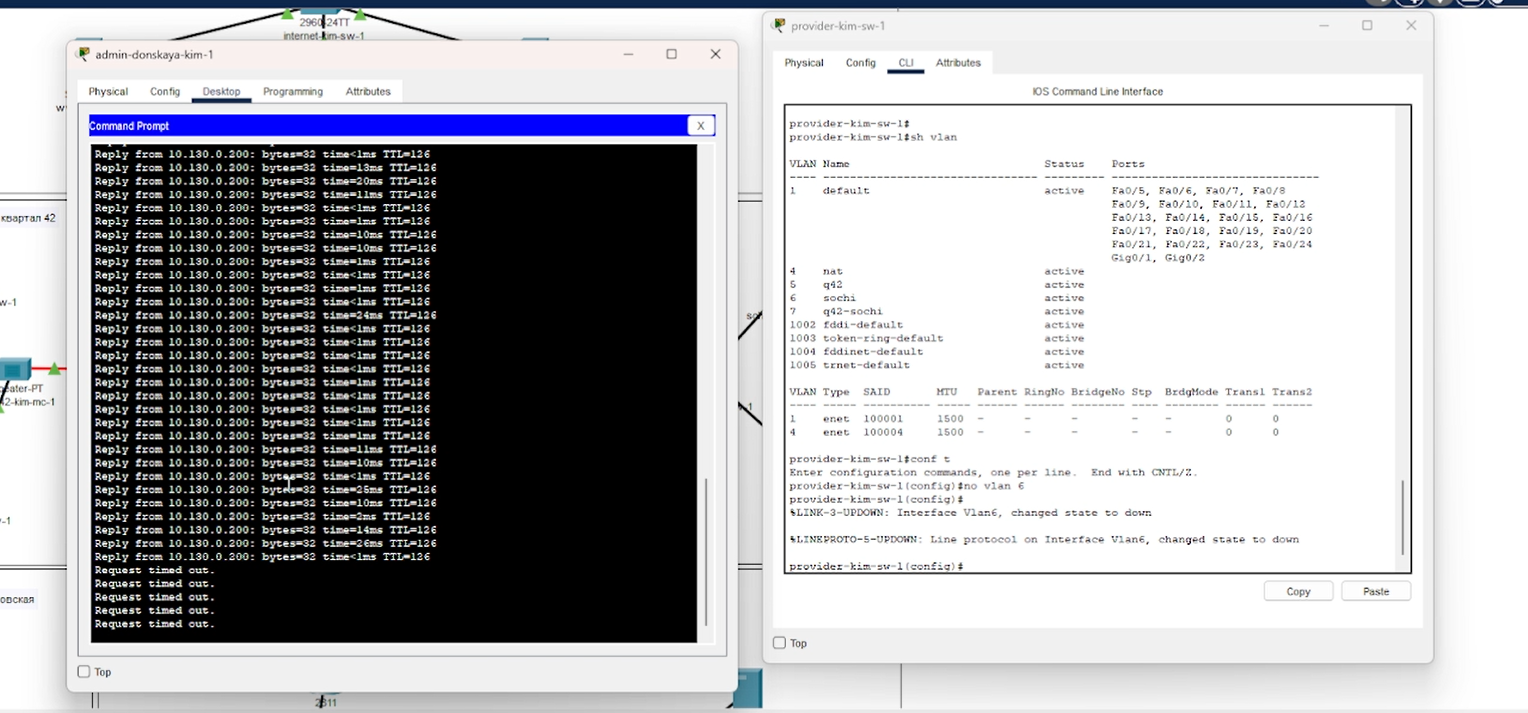 2960-24TT
internet-kim-sw-1
admin-donskaya-kim-1
Physical Config Desktop Programming Attributes
Command Prompt X
Reply from 10.130.0.200: bytes=32 time<1ms TTL=126
Reply from 10.130.0.200: bytes=32 time=13ms TTL=126
Reply from 10.130.0.200: bytes=32 time=20ms TTL=126
Reply from 10.130.0.200: bytes=32 time=11ms TTL=126
Reply from 10.130.0.200: bytes=32 time<1ms TTL=126
Reply from 10.130.0.200: bytes=32 time=1ms TTL=126
Reply from 10.130.0.200: bytes=32 time=10ms TTL=126
Reply from 10.130.0.200: bytes=32 time=10ms TTL=126
Reply from 10.130.0.200: bytes=32 time=1ms TTL=126
Reply from 10.130.0.200: bytes=32 time<1ms TTL=126
Reply from 10.130.0.200: bytes=32 time<1ms TTL=126
Reply from 10.130.0.200: bytes=32 time<1ms TTL=126
Reply from 10.130.0.200: bytes=32 time=24ms TTL=126
Reply from 10.130.0.200: bytes=32 time<1ms TTL=126
Reply from 10.130.0.200: bytes=32 time<1ms TTL=126
Reply from 10.130.0.200: bytes=32 time<1ms TTL=126
Reply from 10.130.0.200: bytes=32 time<1ms TTL=126
Reply from 10.130.0.200: bytes=32 time=1ms TTL=126
Reply from 10.130.0.200: bytes=32 time<1ms TTL=126
Reply from 10.130.0.200: bytes=32 time<1ms TTL=126
Reply from 10.130.0.200: bytes=32 time<1ms TTL=126
Reply from 10.130.0.200: bytes=32 time=1ms TTL=126
Reply from 10.130.0.200: bytes=32 time=11ms TTL=126
Reply from 10.130.0.200: bytes=32 time=10ms TTL=126
Reply from 10.130.0.200: bytes=32 time<1ms TTL=126
Reply from 10.130.0.200: bytes=32 time=25ms TTL=126
Reply from 10.130.0.200: bytes=32 time=10ms TTL=126
Reply from 10.130.0.200: bytes=32 time=2ms TTL=126
Reply from 10.130.0.200: bytes=32 time=14ms TTL=126
Reply from 10.130.0.200: bytes=32 time=26ms TTL=126
Reply from 10.130.0.200: bytes=32 time<1ms TTL=126
Request timed out.
Request timed out.
Request timed out.
Request timed out.
Request timed out.
Top
квартал 42
w-1
eater-PT
42-kim-mc-1
-1
овская
2811
provider-kim-sw-1
Physical Config CLI Attributes
IOS Command Line Interface
provider-kim-sw-1#
provider-kim-sw-1#sh vlan
VLAN Name Status Ports
---- -------------------------------- --------- -------------------------------
1 default active Fa0/5, Fa0/6, Fa0/7, Fa0/8
Fa0/9, Fa0/10, Fa0/11, Fa0/12
Fa0/13, Fa0/14, Fa0/15, Fa0/16
Fa0/17, Fa0/18, Fa0/19, Fa0/20
Fa0/21, Fa0/22, Fa0/23, Fa0/24
Gig0/1, Gig0/2
4 nat active
5 q42 active
6 sochi active
7 q42-sochi active
1002 fddi-default active
1003 token-ring-default active
1004 fddinet-default active
1005 trnet-default active
VLAN Type SAID MTU Parent RingNo BridgeNo Stp BrdgMode Trans1 Trans2
---- ----- ---------- ----- ------ ------ -------- ---- -------- ------ ------
1 enet 100001 1500 - - - - - 0 0
4 enet 100004 1500 - - - - - 0 0
provider-kim-sw-1#conf t
Enter configuration commands, one per line. End with CNTL/Z.
provider-kim-sw-1(config)#no vlan 6
provider-kim-sw-1(config)#
%LINK-3-UPDOWN: Interface Vlan6, changed state to down
%LINEPROTO-5-UPDOWN: Line protocol on Interface Vlan6, changed state to down
provider-kim-sw-1(config)#
Copy Paste
Top